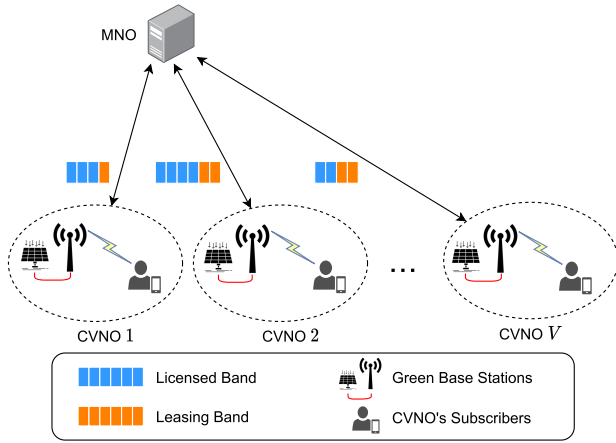 MNO
...
CVNO 1
CVNO 2
CVNO V
Licensed Band
Green Base Stations
Leasing Band
CVNO's Subscribers